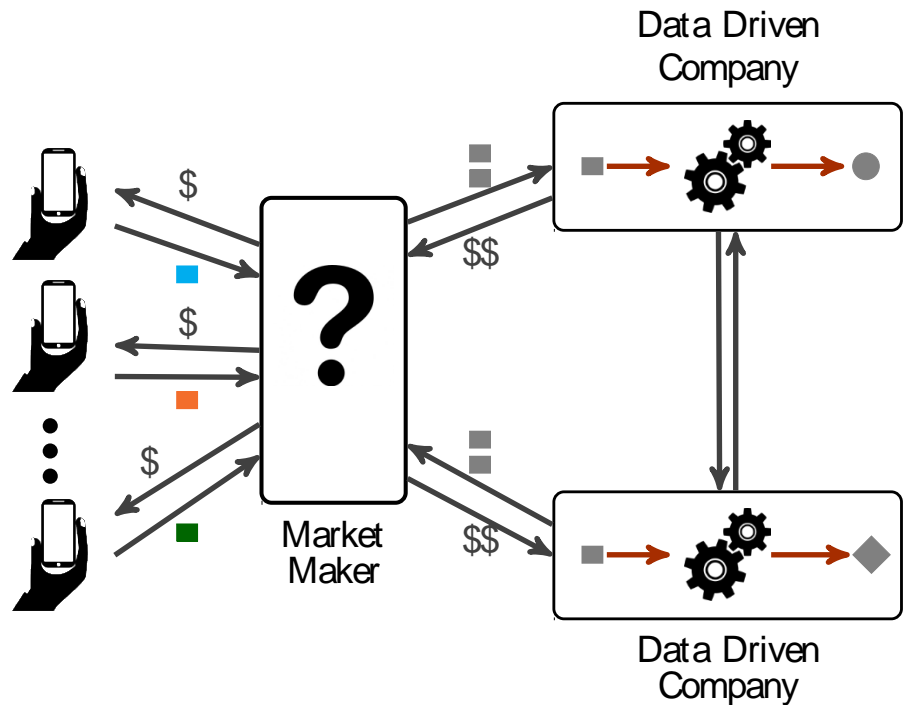 Data Driven
Company
$
$$
$
?
$
$$
Market
Maker
Data Driven
Company